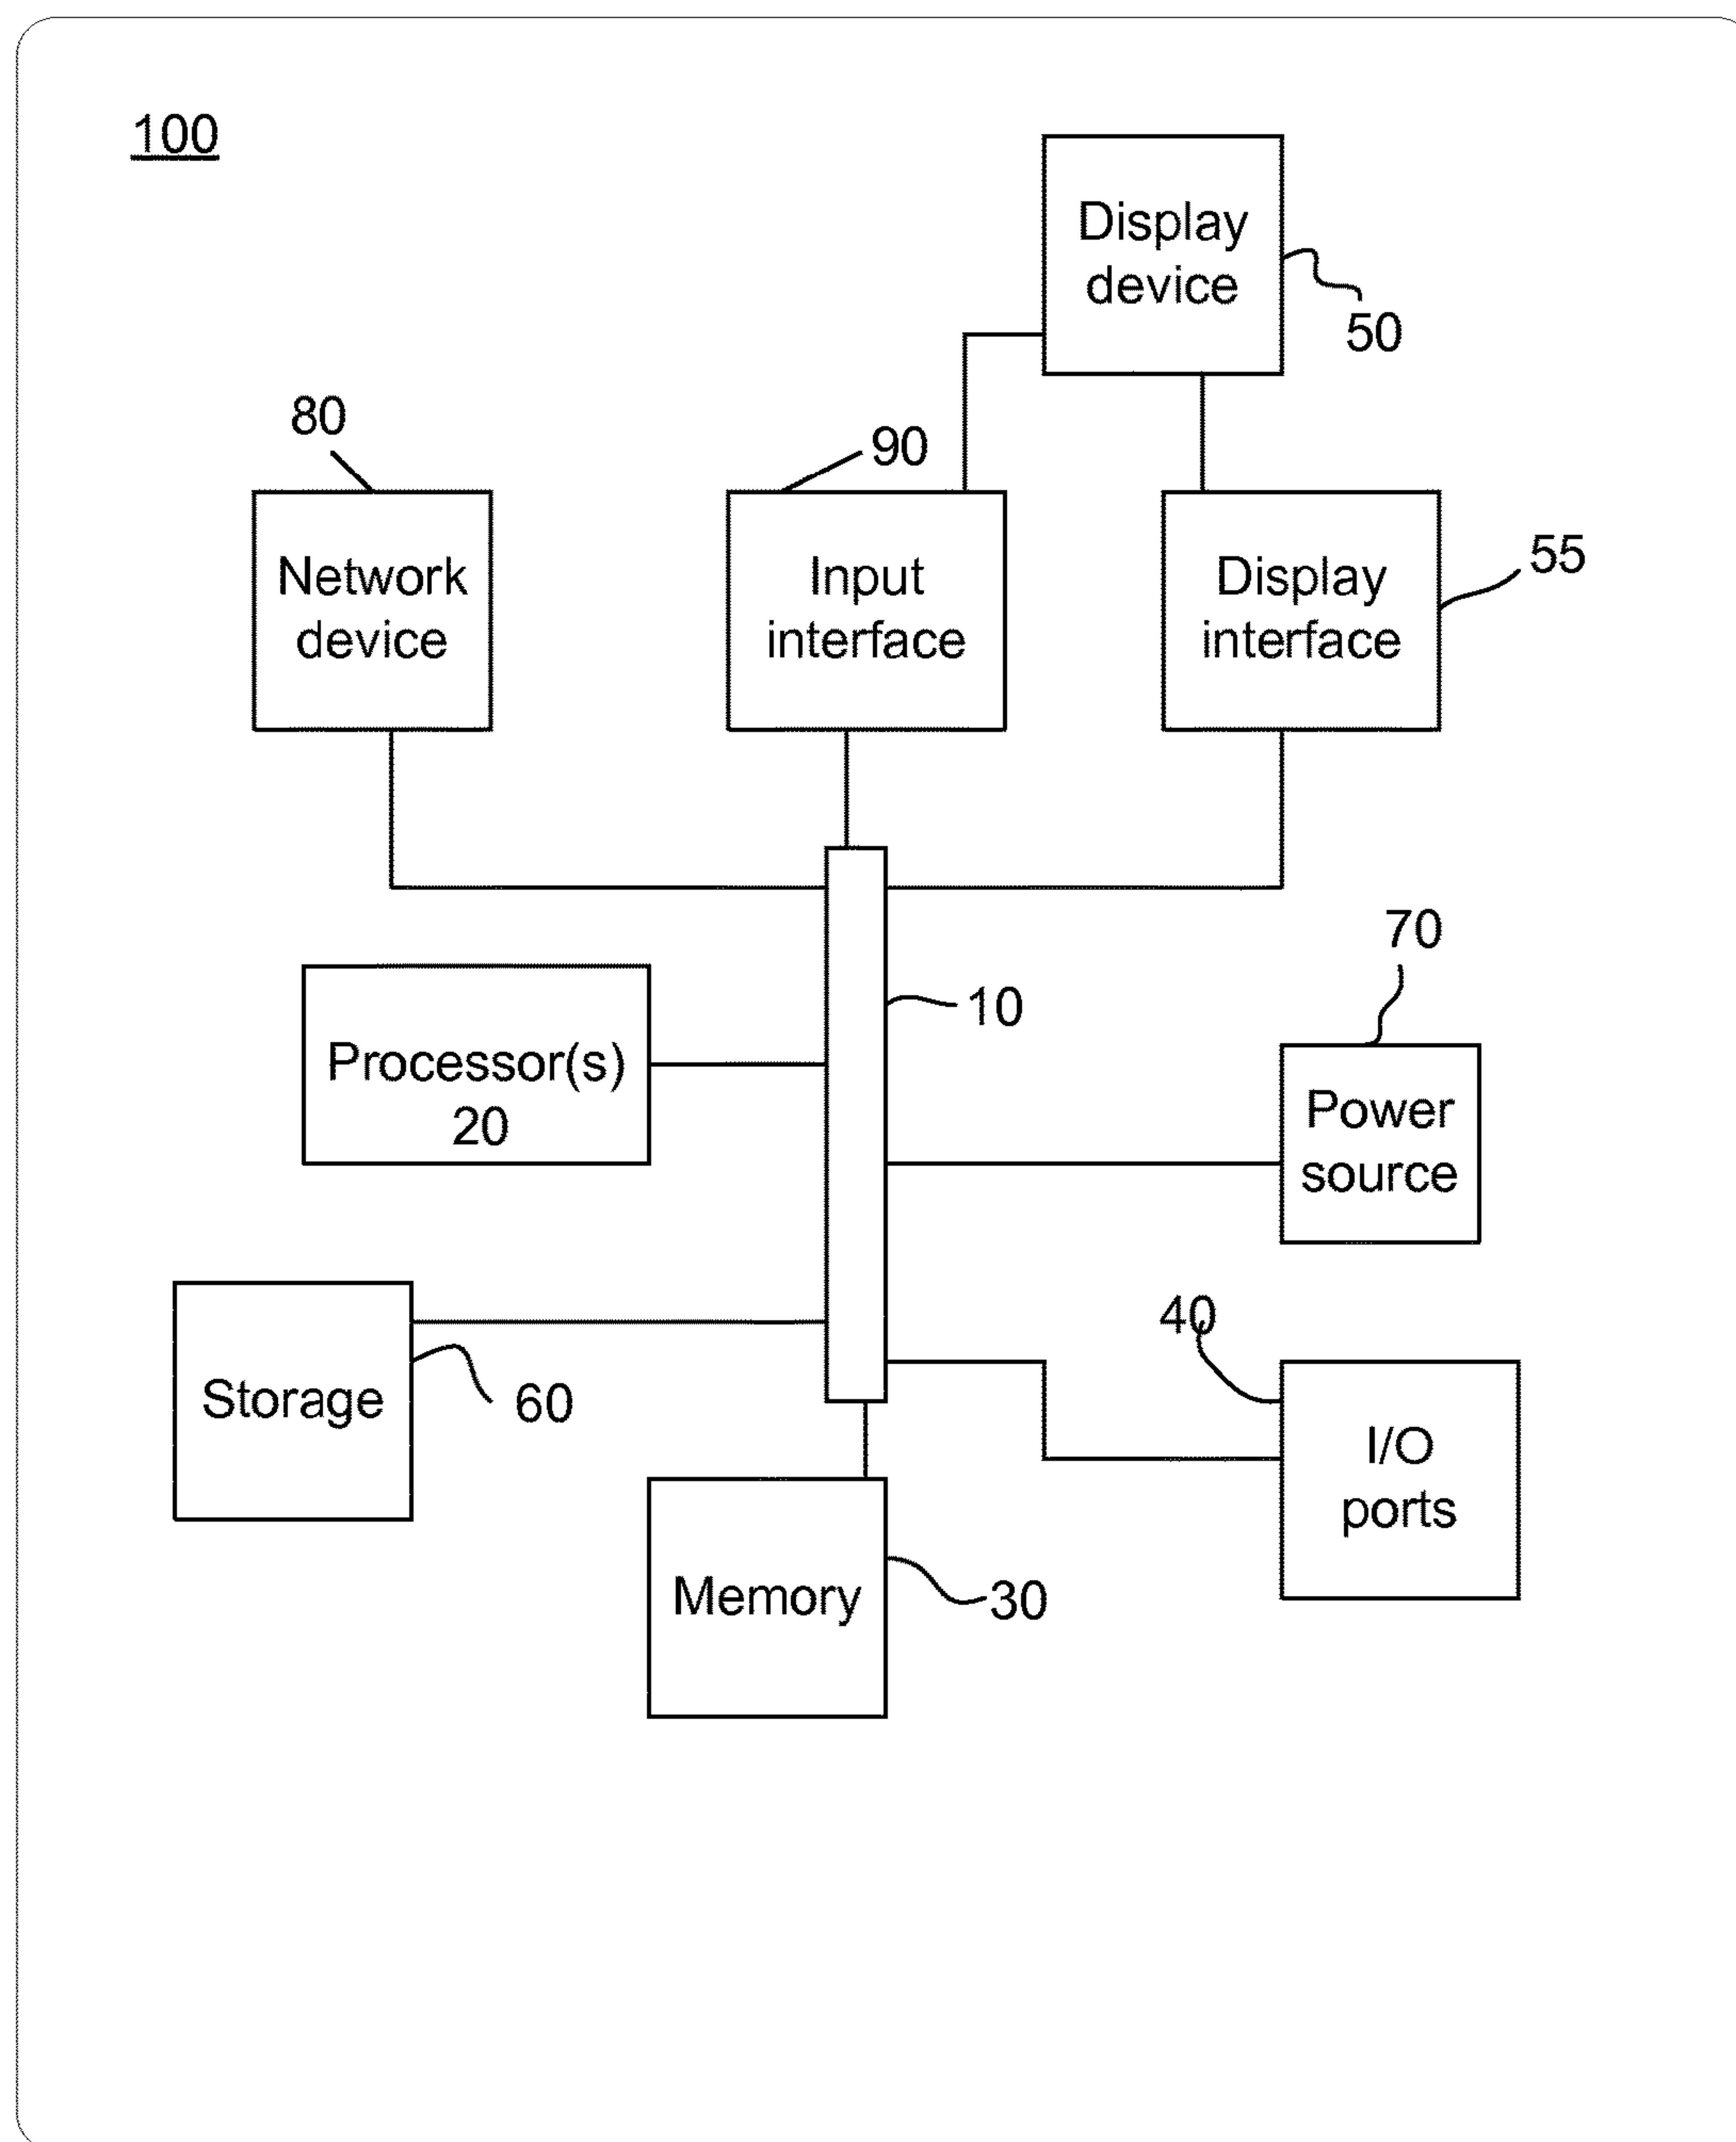 100
Display
device
50
80
90
Network
device
Input
interface
Display
interface
55
10
70
Processor(s)
20
Power
source
40
Storage
60
I/O
ports
Memory
30